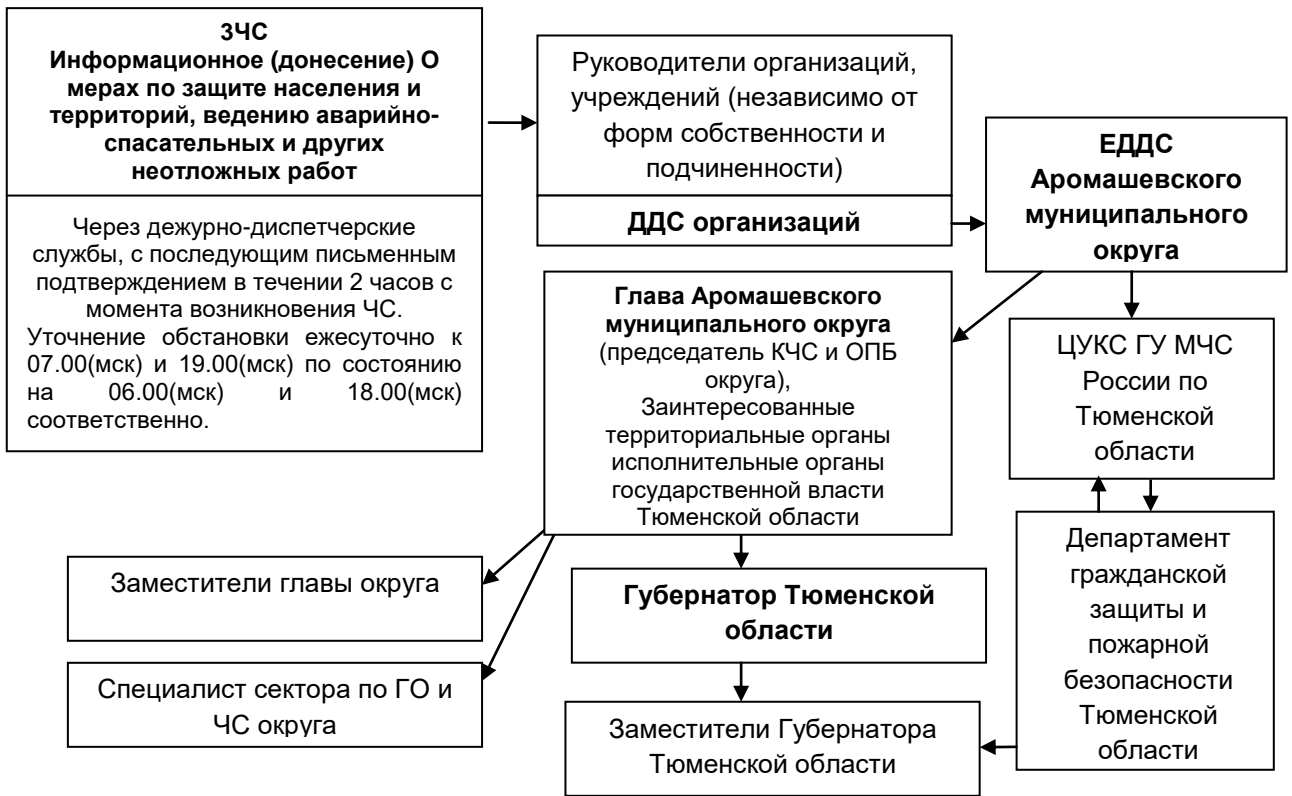 3ЧС
Информационное (донесение) О
мерах по защите населения и
территорий, ведению аварийно-
спасательных и других
неотложных работ
Через дежурно-диспетчерские
службы, с последующим письменным
подтверждением в течении 2 часов с
момента возникновения ЧС.
Уточнение обстановки ежесуточно к
07.00(мск) и 19.00(мск) по состоянию
на 06.00(мск) и 18.00(мск)
соответственно.
Руководители организаций,
учреждений (независимо от
форм собственности и
подчиненности)
ДДС организаций
ЕДДС
Аромашевского
муниципального
округа
Глава Аромашевского
муниципального округа
(председатель КЧС и ОПБ
округа),
Заинтересованные
территориальные органы
исполнительные органы
государственной власти
Тюменской области
ЦУКС ГУ МЧС
России по
Тюменской
области
Департамент
гражданской
защиты и
пожарной
безопасности
Тюменской
области
Заместители главы округа
Губернатор Тюменской
области
Специалист сектора по ГО и
ЧС округа
Заместители Губернатора
Тюменской области